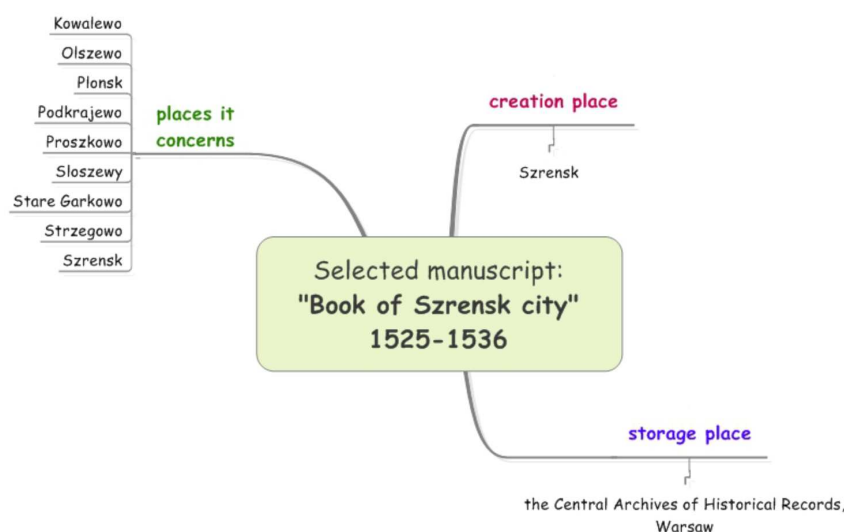 Kowalewo
Olszewo
Plonsk
Podkrajewo
Proszkowo
Sloszewy
Stare Garkowo
Strzegowo
Szrensk
places it
concerns
creation place
Szrensk
Selected manuscript:
"Book of Szrensk city"
1525-1536
storage place
the Central Archives of Historical Records,
Warsaw